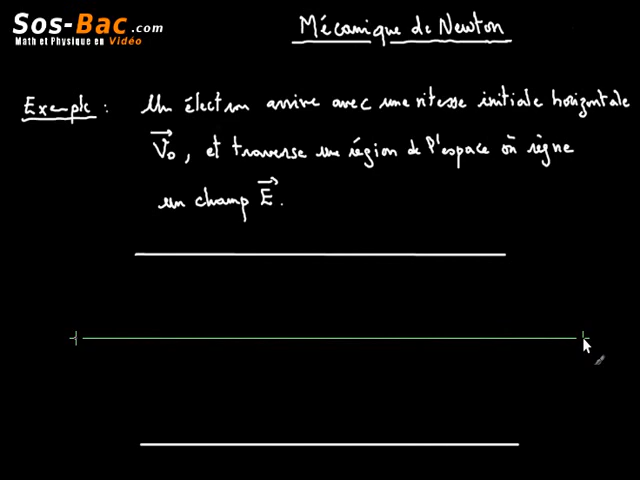 Sos-Bac.com
Math et Physique en Vidéo
Mécanique de Newton
Exemple : Un électron arrive avec une vitesse initiale horizontale
V₀, et traverse une région de l'espace où règne
un champ E.